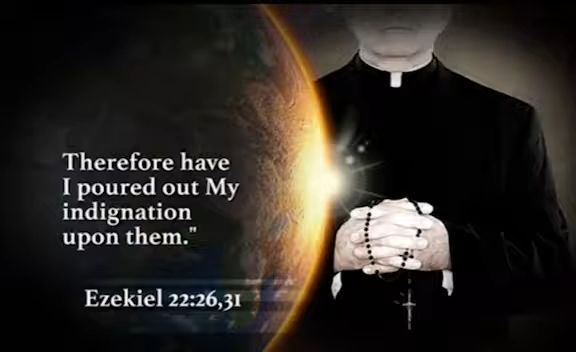 Therefore have
I poured out My
indignation
upon them."
Ezekiel 22:26,31